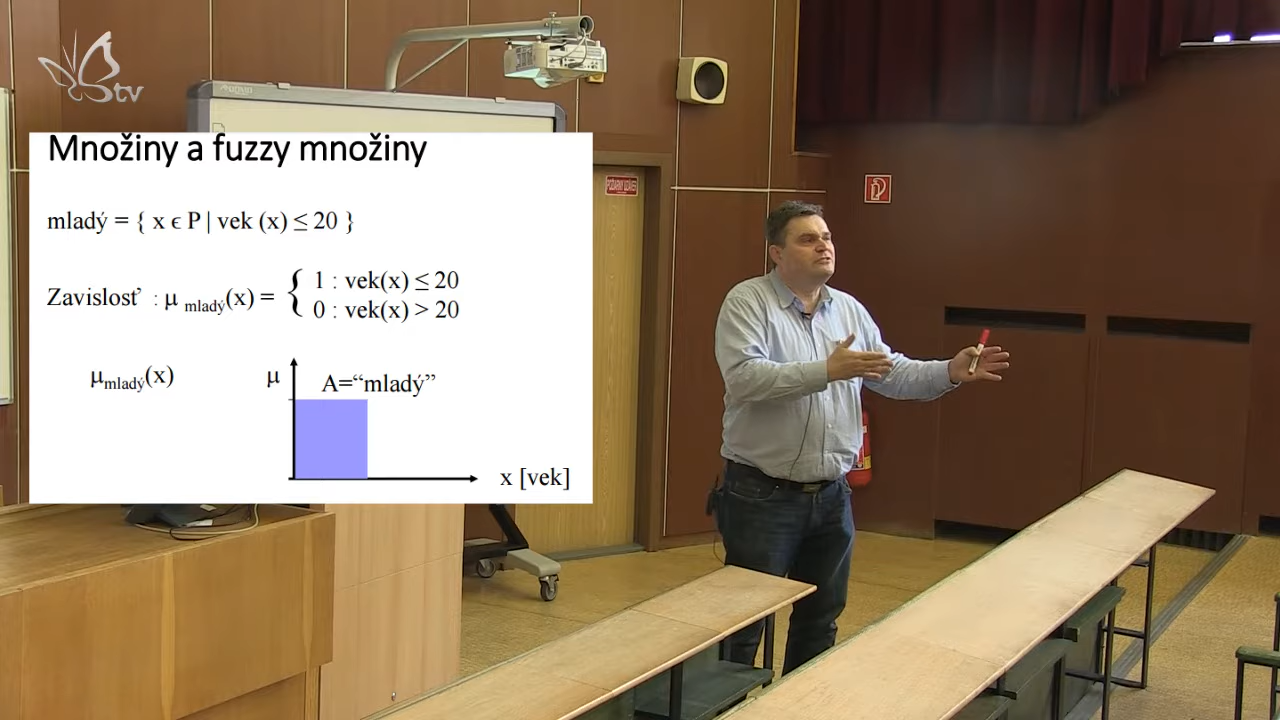 tv
Množiny a fuzzy množiny
mladý = { x ϵ P | vek (x) ≤ 20 }
Zavislosť : μ mladý(x) = { 1 : vek(x) ≤ 20
0 : vek(x) > 20
μmladý(x)
μ
A=“mladý”
x [vek]